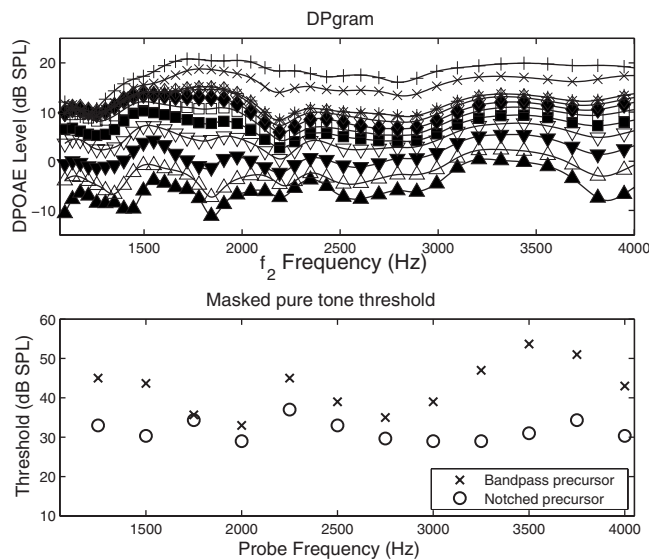 DPgram
DPOAE Level (dB SPL)
20
10
0
−10
1500
2000
2500
3000
3500
4000
f2 Frequency (Hz)
Masked pure tone threshold
Threshold (dB SPL)
60
50
40
30
20
10
Bandpass precursor
Notched precursor
1500
2000
2500
3000
3500
4000
Probe Frequency (Hz)